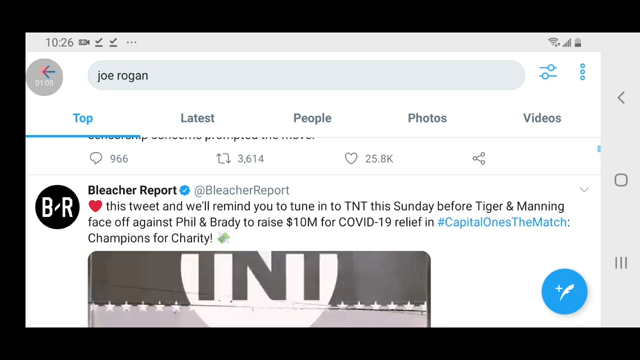 10:26
01:05
joe rogan
Top Latest People Photos Videos
censorship concerns prompted the move.
966 3,614 25.8K
B/R Bleacher Report @BleacherReport
this tweet and we'll remind you to tune in to TNT this Sunday before Tiger & Manning
face off against Phil & Brady to raise $10M for COVID-19 relief in #CapitalOnesTheMatch:
Champions for Charity!
TNT